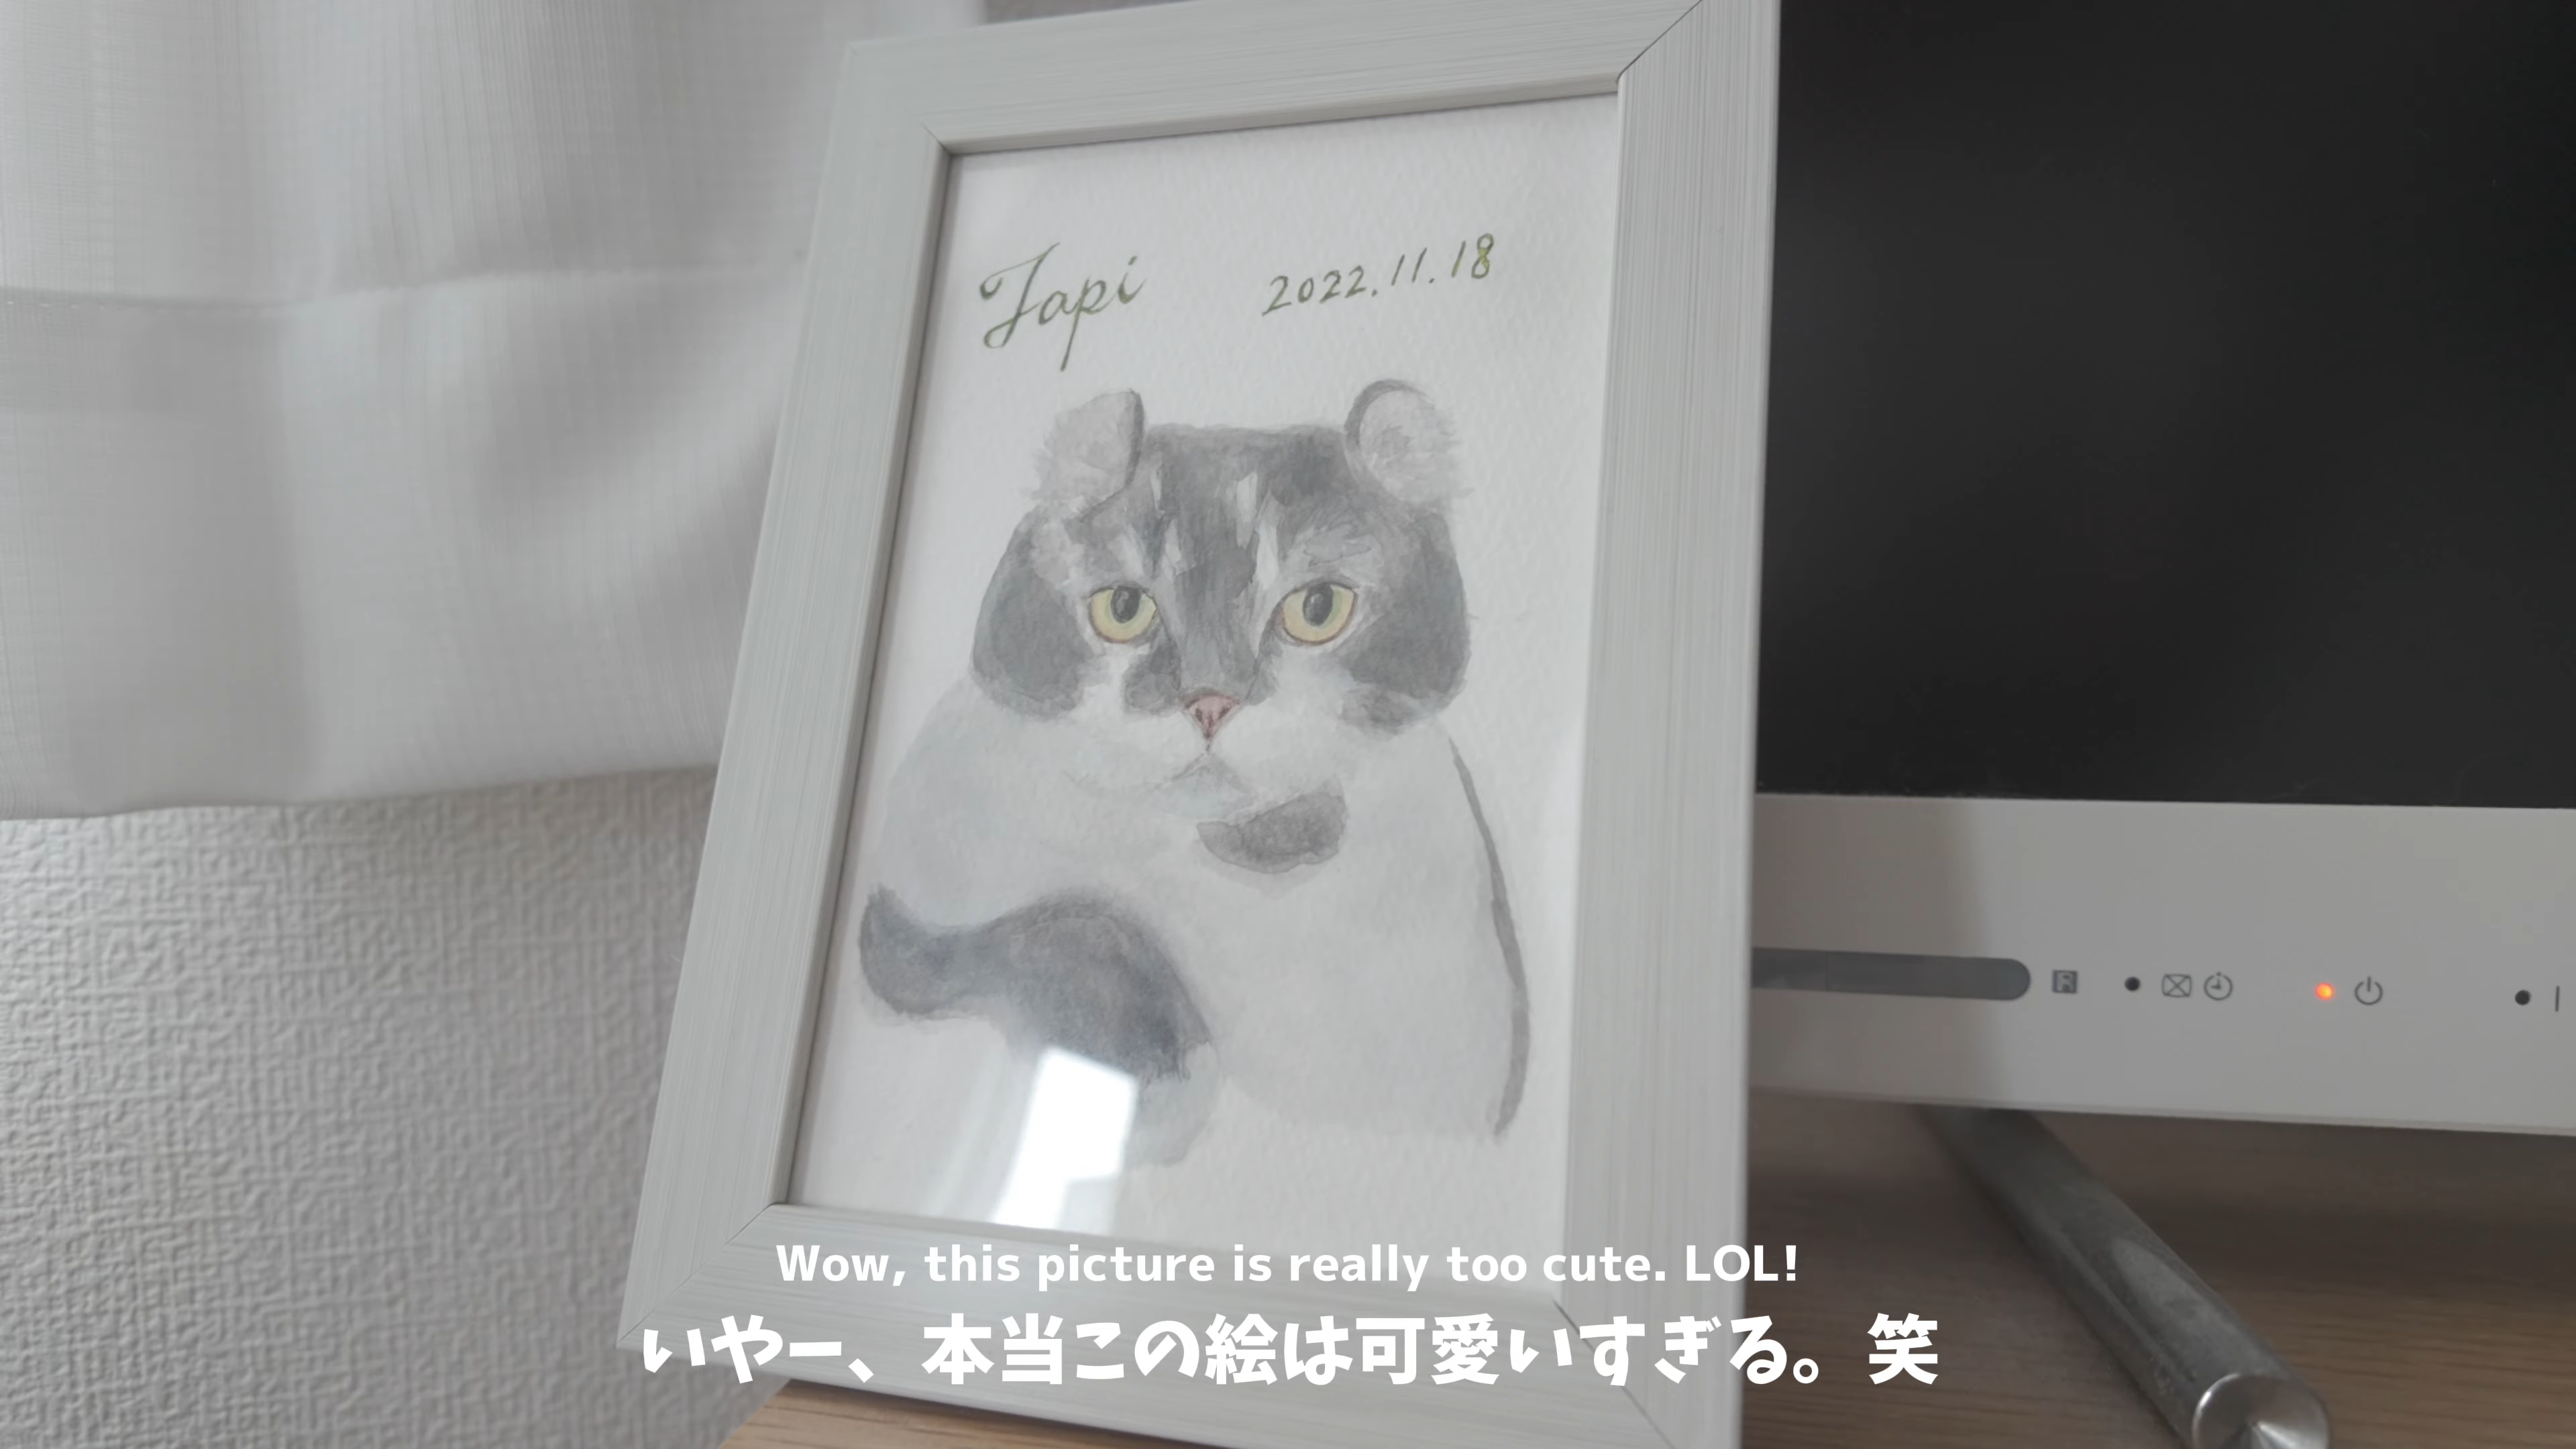 Tapi 2022.11.18
R
Wow, this picture is really too cute. LOL!
いやー、本当この絵は可愛いすぎる。笑